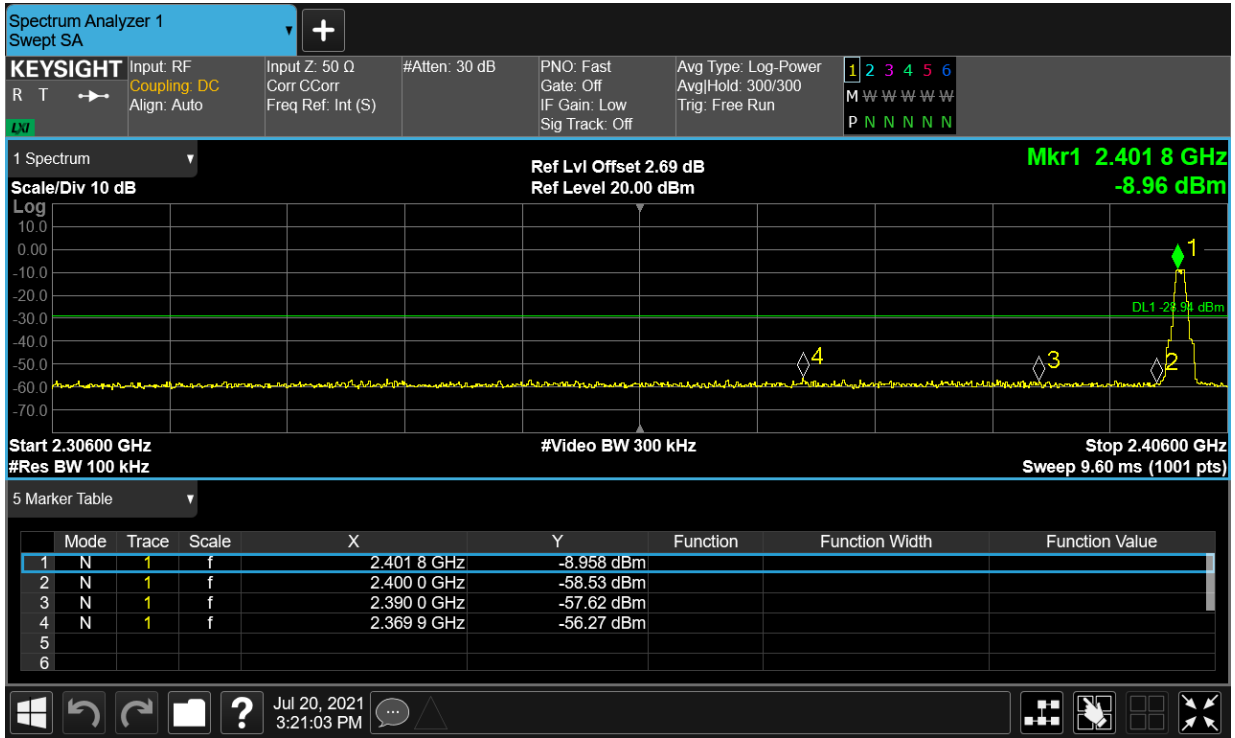 Spectrum Analyzer 1
Swept SA
KEYSIGHT
R T
LXI
Input: RF
Coupling: DC
Align: Auto
Input Z: 50 Ω
Corr CCorr
Freq Ref: Int (S)
#Atten: 30 dB
PNO: Fast
Gate: Off
IF Gain: Low
Sig Track: Off
Avg Type: Log-Power
Avg|Hold: 300/300
Trig: Free Run
1 2 3 4 5 6
M W W W W W
P N N N N N
1 Spectrum
Scale/Div 10 dB
Ref Lvl Offset 2.69 dB
Ref Level 20.00 dBm
Mkr1 2.401 8 GHz
-8.96 dBm
Log
10.0
0.00
-10.0
-20.0
-30.0
-40.0
-50.0
-60.0
-70.0
1
DL1 -28.94 dBm
4
3
2
Start 2.30600 GHz
#Res BW 100 kHz
#Video BW 300 kHz
Stop 2.40600 GHz
Sweep 9.60 ms (1001 pts)
5 Marker Table
Mode Trace Scale X Y Function Function Width Function Value
1 N 1 f 2.401 8 GHz -8.958 dBm
2 N 1 f 2.400 0 GHz -58.53 dBm
3 N 1 f 2.390 0 GHz -57.62 dBm
4 N 1 f 2.369 9 GHz -56.27 dBm
5
6
?
Jul 20, 2021
3:21:03 PM